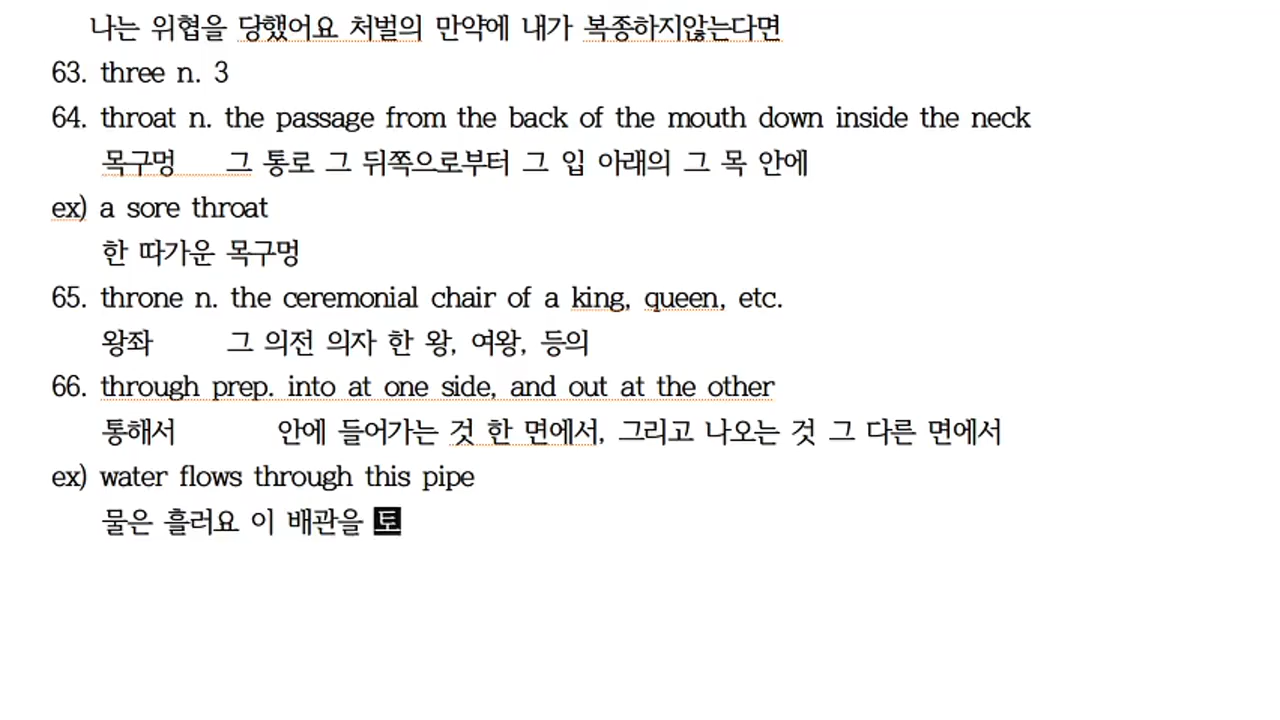 나는 위협을 당했어요 처벌의 만약에 내가 복종하지않는다면
63. three n. 3
64. throat n. the passage from the back of the mouth down inside the neck
목구멍 그 통로 그 뒤쪽으로부터 그 입 아래의 그 목 안에
ex) a sore throat
한 따가운 목구멍
65. throne n. the ceremonial chair of a king, queen, etc.
왕좌 그 의전 의자 한 왕, 여왕, 등의
66. through prep. into at one side, and out at the other
통해서 안에 들어가는 것 한 면에서, 그리고 나오는 것 그 다른 면에서
ex) water flows through this pipe
물은 흘러요 이 배관을 토